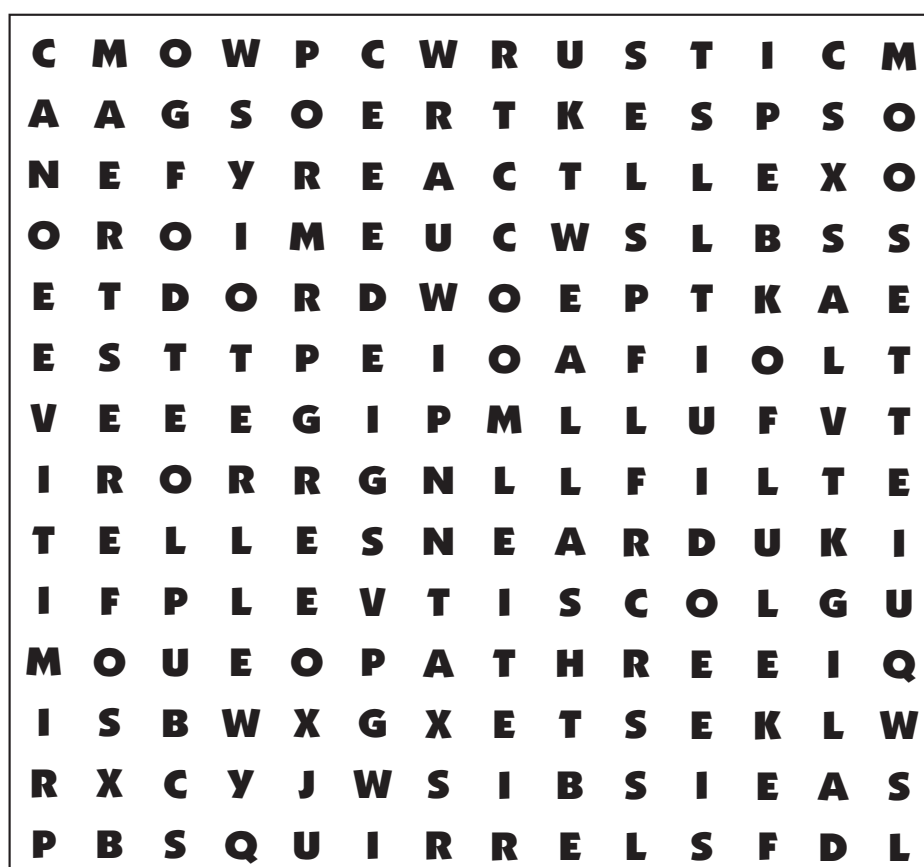 C M O W P C W R U S T I C M
A A G S O E R T K E S P S O
N E F Y R E A C T L L E X O
O R O I M E U C W S L B S S
E T D O R D W O E P T K A E
E S T T P E I O A F I O L T
V E E E G I P M L L U F V T
I R O R R G N L L F I L T E
T E L L E S N E A R D U K I
I F P L E V T I S C O L G U
M O U E O P A T H R E E I Q
I S B W X G X E T S E K L W
R X C Y J W S I B S I E A S
P B S Q U I R R E L S F D L